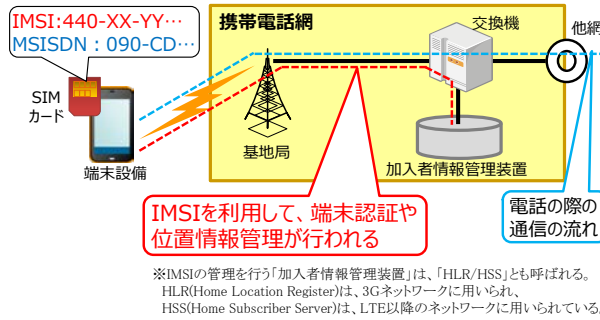 IMSI:440-XX-YY…
MSISDN：090-CD…
携帯電話網
交換機
他網
SIM
カード
端末設備
基地局
加入者情報管理装置
IMSIを利用して、端末認証や
位置情報管理が行われる
電話の際の
通信の流れ
※IMSIの管理を行う「加入者情報管理装置」は、「HLR/HSS」とも呼ばれる。
HLR(Home Location Register)は、3Gネットワークに用いられ、
HSS(Home Subscriber Server)は、LTE以降のネットワークに用いられている。